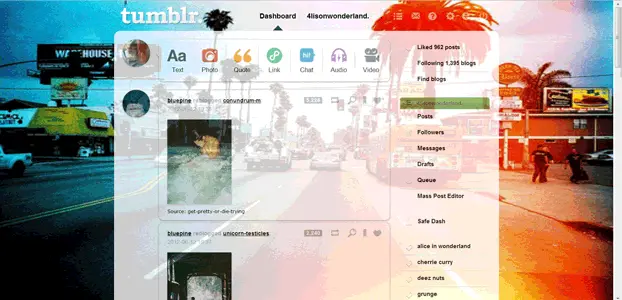 tumblr.
Dashboard 4lisonwonderland.
WAREHOUSE
Text Photo Quote Link Chat Audio Video
Liked 962 posts
Following 1,395 blogs
Find blogs
Posts
Followers
Messages
Drafts
Queue
Mass Post Editor
Safe Dash
alice in wonderland
cherrie curry
deez nuts
grunge
bluepine reblogged conundrum-m
Source: get-pretty-or-die-trying
bluepine reblogged unicorn-testicles